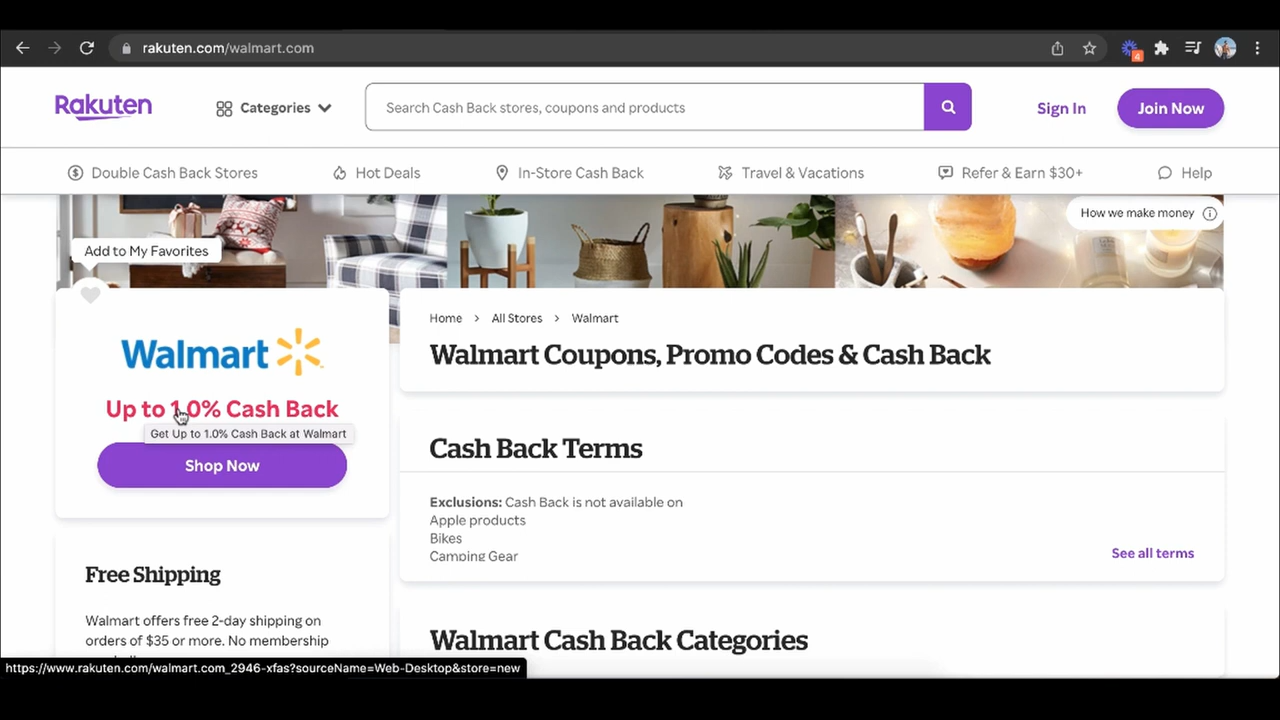 rakuten.com/walmart.com
4
Rakuten
Categories
Search Cash Back stores, coupons and products
Sign In
Join Now
Double Cash Back Stores
Hot Deals
In-Store Cash Back
Travel & Vacations
Refer & Earn $30+
Help
How we make money
Add to My Favorites
Walmart
Up to 1.0% Cash Back
Get Up to 1.0% Cash Back at Walmart
Shop Now
Free Shipping
Walmart offers free 2-day shipping on
orders of $35 or more. No membership
Home > All Stores > Walmart
Walmart Coupons, Promo Codes & Cash Back
Cash Back Terms
Exclusions: Cash Back is not available on
Apple products
Bikes
Camping Gear
See all terms
Walmart Cash Back Categories
https://www.rakuten.com/walmart.com_2946-xfas?sourceName=Web-Desktop&store=new